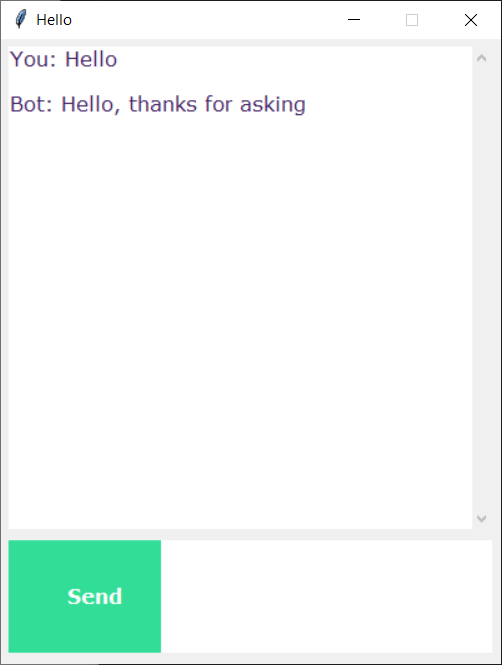 Hello
You: Hello
Bot: Hello, thanks for asking
Send